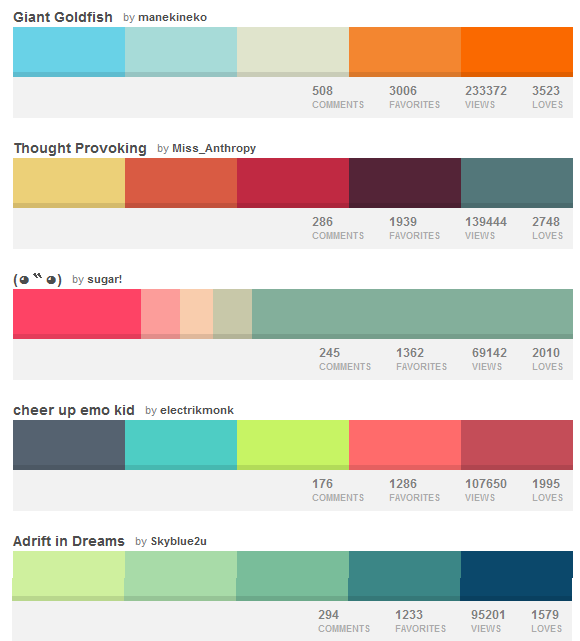 Giant Goldfish by manekineko
508 3006 233372 3523
COMMENTS FAVORITES VIEWS LOVES
Thought Provoking by Miss_Anthropy
286 1939 139444 2748
COMMENTS FAVORITES VIEWS LOVES
(◕ ‶ ◕) by sugar!
245 1362 69142 2010
COMMENTS FAVORITES VIEWS LOVES
cheer up emo kid by electrikmonk
176 1286 107650 1995
COMMENTS FAVORITES VIEWS LOVES
Adrift in Dreams by Skyblue2u
294 1233 95201 1579
COMMENTS FAVORITES VIEWS LOVES